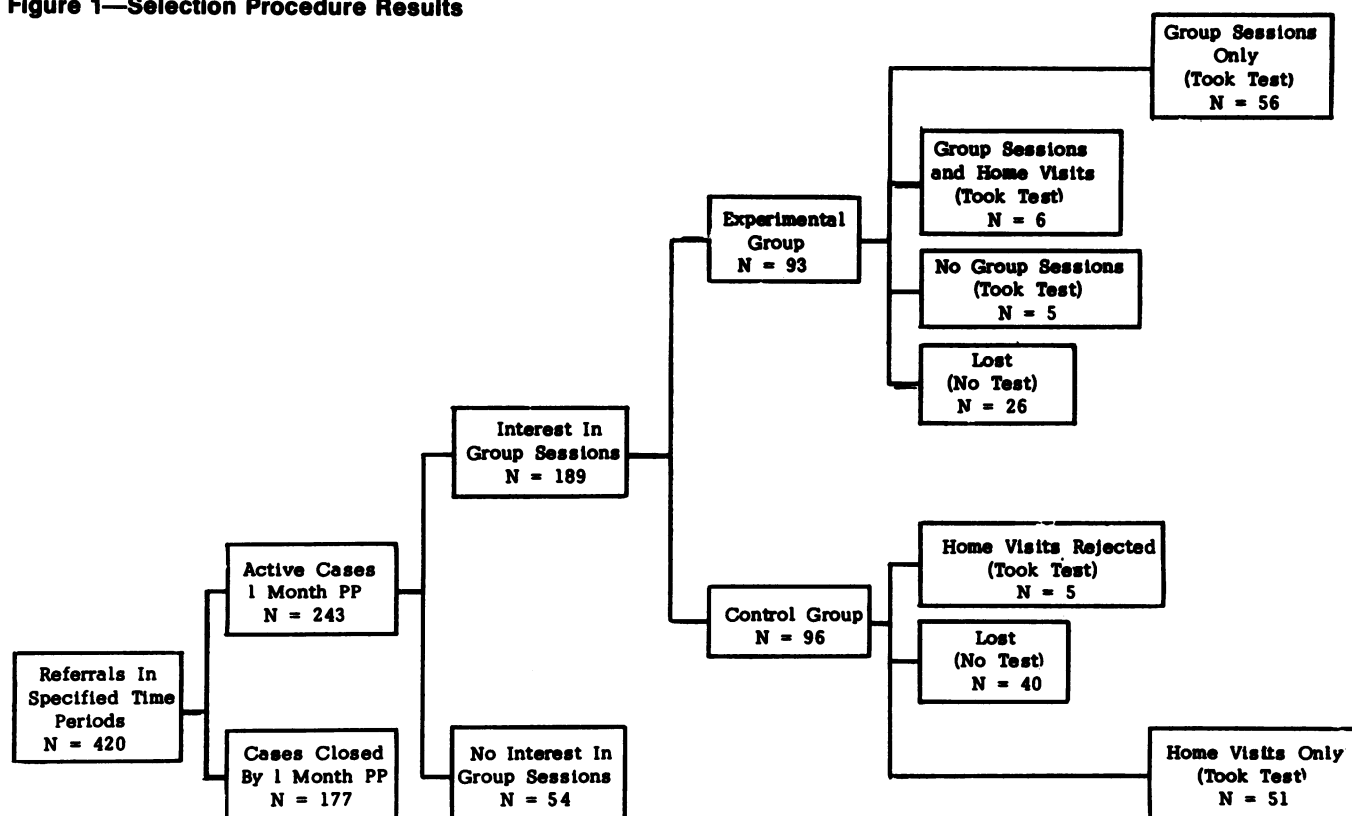 Figure 1—Selection Procedure Results
Group Sessions
Only
(Took Test)
N = 56
Group Sessions
and Home Visits
(Took Test)
N = 6
Experimental
Group
N = 93
No Group Sessions
(Took Test)
N = 5
Lost
(No Test)
N = 26
Interest In
Group Sessions
N = 189
Home Visits Rejected
(Took Test)
N = 5
Active Cases
1 Month PP
N = 243
Control Group
N = 96
Lost
(No Test)
N = 40
Referrals In
Specified Time
Periods
N = 420
Cases Closed
By 1 Month PP
N = 177
No Interest In
Group Sessions
N = 54
Home Visits Only
(Took Test)
N = 51